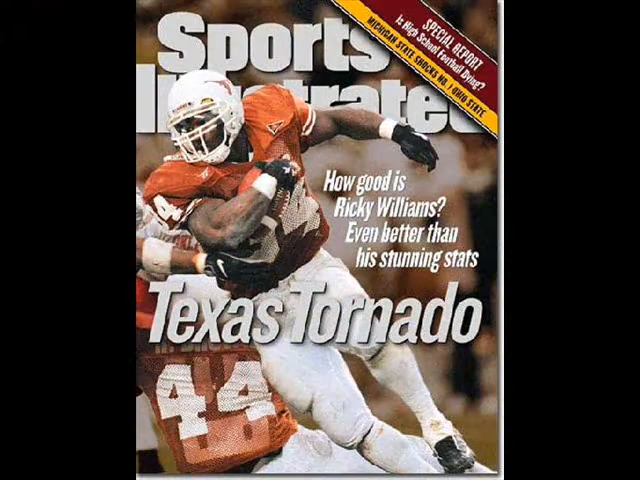 SPECIAL REPORT
Is High School Football Dying?
MICHIGAN STATE SHOCKS NO. 1 OHIO STATE
Sports
Illustrated
How good is
Ricky Williams?
Even better than
his stunning stats
Texas Tornado
44